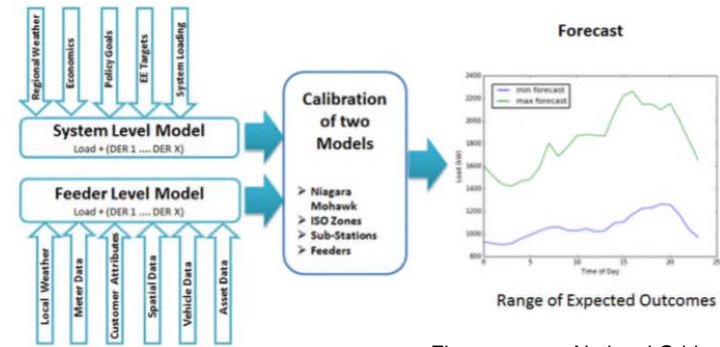 Regional Weather
Economics
Policy Goals
EE Targets
System Loading
System Level Model
Load + (DER 1 .... DER X)
Feeder Level Model
Load + (DER 1 .... DER X)
Local Weather
Meter Data
Customer Attributes
Spatial Data
Vehicle Data
Asset Data
Calibration
of two
Models
➢ Niagara
Mohawk
➢ ISO Zones
➢ Sub-Stations
➢ Feeders
Forecast
min forecast
max forecast
2400
2200
2000
1800
1600
1400
1200
1000
800
Load (kW)
0 5 10 15 20 25
Time of Day
Range of Expected Outcomes